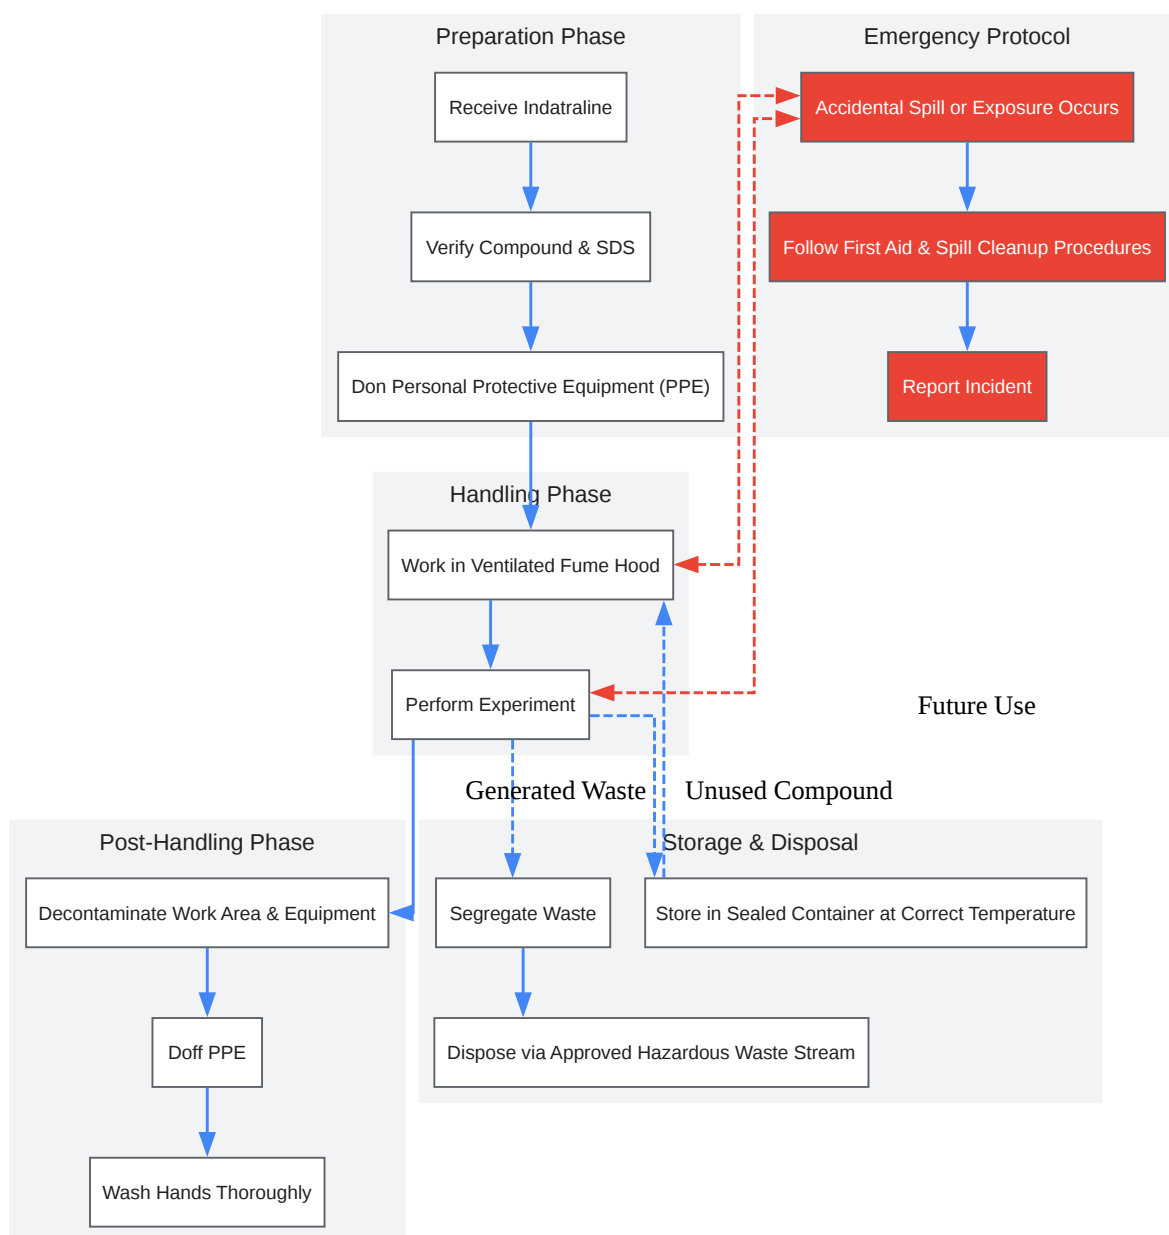 Preparation Phase
Emergency Protocol
Receive Indatraline
Accidental Spill or Exposure Occurs
Verify Compound & SDS
Follow First Aid & Spill Cleanup Procedures
Don Personal Protective Equipment (PPE)
Report Incident
Handling Phase
Work in Ventilated Fume Hood
Perform Experiment
Future Use
Generated Waste
Unused Compound
Post-Handling Phase
Storage & Disposal
Decontaminate Work Area & Equipment
Segregate Waste
Store in Sealed Container at Correct Temperature
Doff PPE
Dispose via Approved Hazardous Waste Stream
Wash Hands Thoroughly